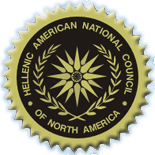 HELLENIC AMERICAN NATIONAL COUNCIL
OF NORTH AMERICA